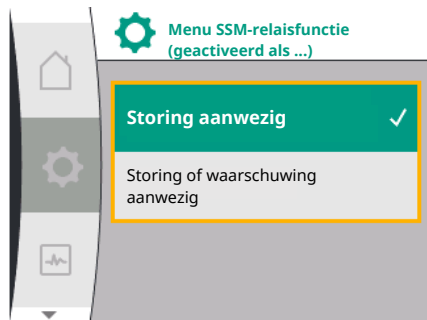 Menu SSM-relaisfunctie
(geactiveerd als ...)
Storing aanwezig
Storing of waarschuwing
aanwezig